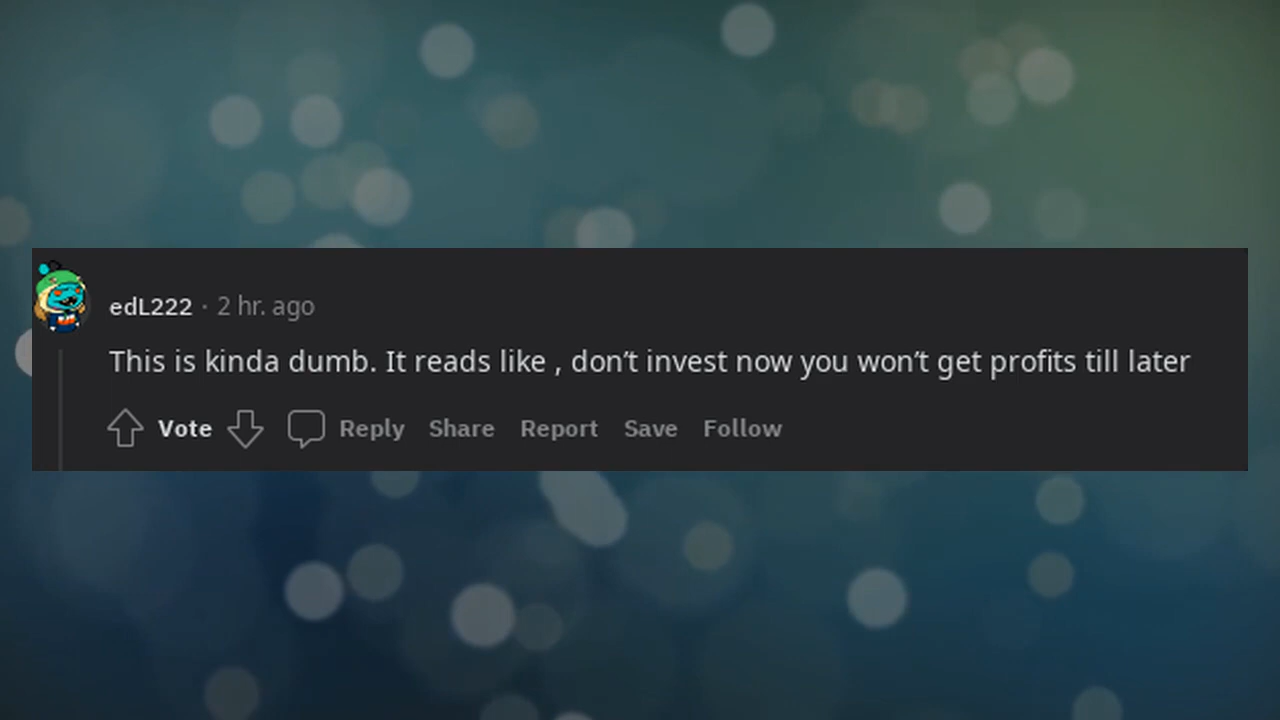 edL222 · 2 hr. ago
This is kinda dumb. It reads like , don’t invest now you won’t get profits till later
Vote Reply Share Report Save Follow